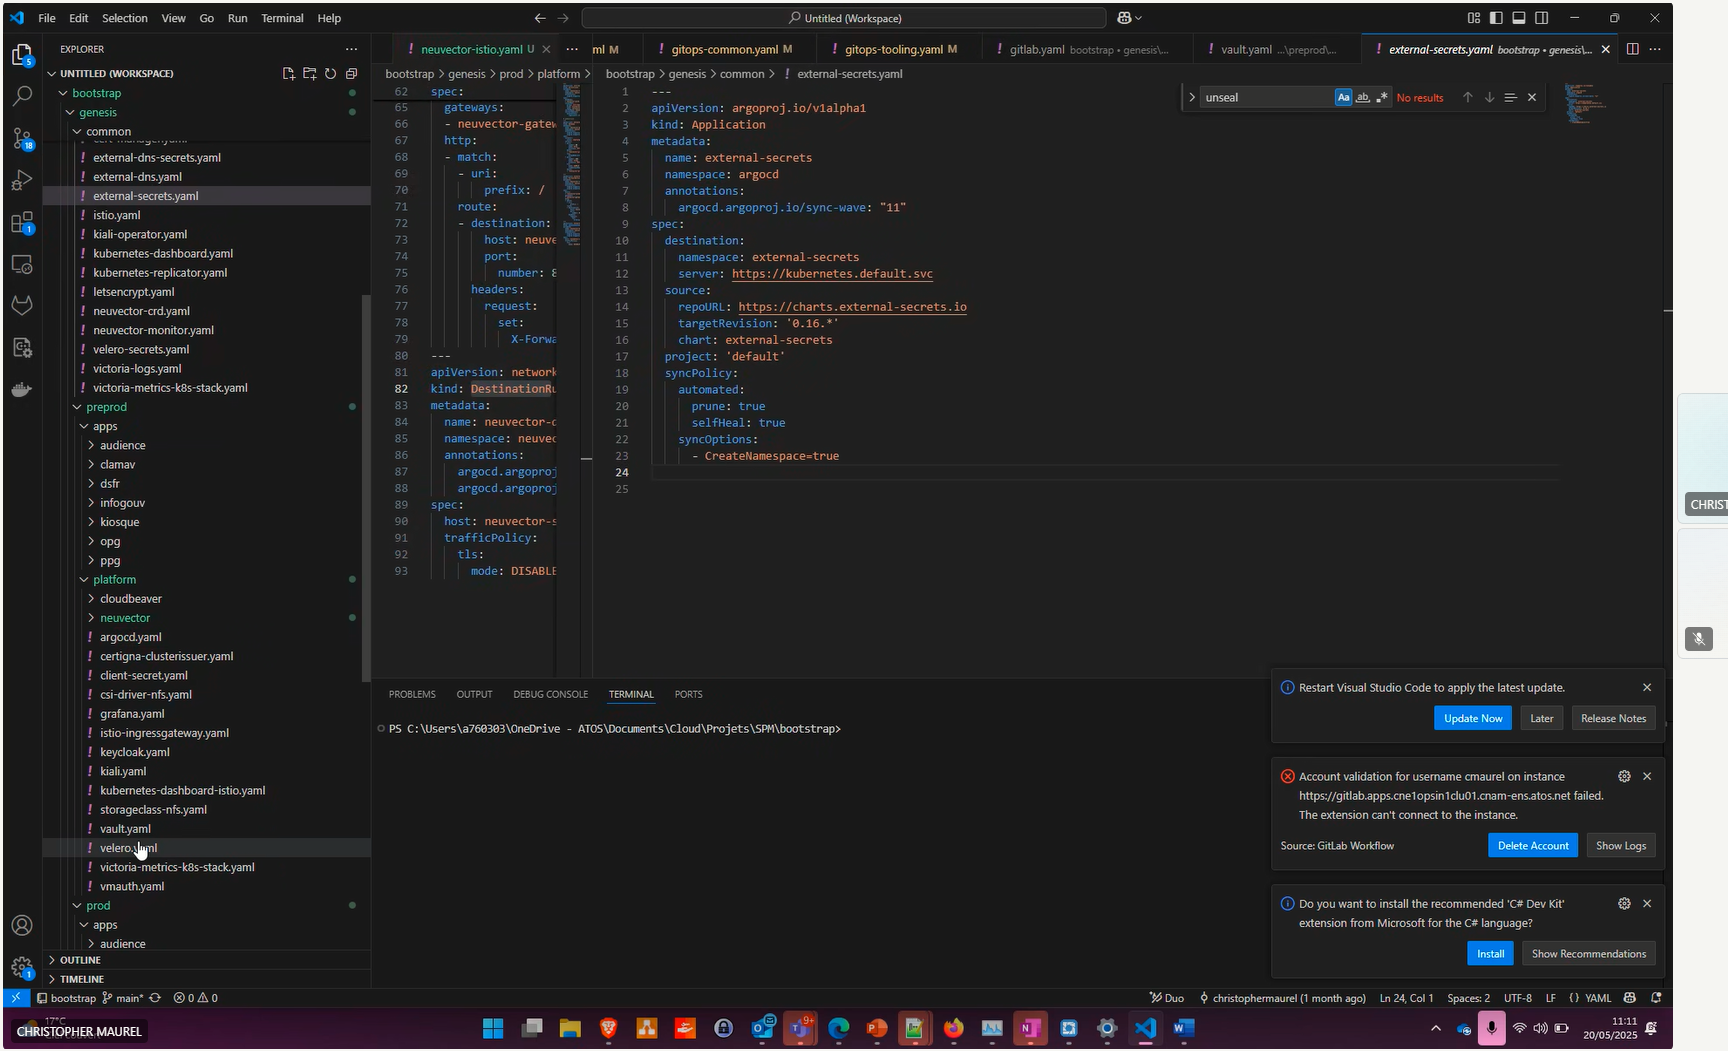 File Edit Selection View Go Run Terminal Help
Untitled (Workspace)
EXPLORER
UNTITLED (WORKSPACE)
bootstrap
genesis
common
external-dns-secrets.yaml
external-dns.yaml
external-secrets.yaml
istio.yaml
kiali-operator.yaml
kubernetes-dashboard.yaml
kubernetes-replicator.yaml
letsencrypt.yaml
neuvector-crd.yaml
neuvector-monitor.yaml
velero-secrets.yaml
victoria-logs.yaml
victoria-metrics-k8s-stack.yaml
preprod
apps
audience
clamav
dsfr
infogouv
kiosque
opg
ppg
platform
cloudbeaver
neuvector
argocd.yaml
certigna-clusterissuer.yaml
client-secret.yaml
csi-driver-nfs.yaml
grafana.yaml
istio-ingressgateway.yaml
keycloak.yaml
kiali.yaml
kubernetes-dashboard-istio.yaml
storageclass-nfs.yaml
vault.yaml
velero.yaml
victoria-metrics-k8s-stack.yaml
vmauth.yaml
prod
apps
audience
OUTLINE
TIMELINE
neuvector-istio.yaml U
ml M
gitops-common.yaml M
gitops-tooling.yaml M
gitlab.yaml bootstrap • genesis\...
vault.yaml ...\preprod\...
external-secrets.yaml bootstrap • genesis\...
bootstrap > genesis > prod > platform >
62 spec:
65 gateways:
66 - neuvector-gatew
67 http:
68 - match:
69 - uri:
70 prefix: /
71 route:
72 - destination:
73 host: neuve
74 port:
75 number: 8
76 headers:
77 request:
78 set:
79 X-Forwa
80 ---
81 apiVersion: network
82 kind: DestinationRu
83 metadata:
84 name: neuvector-d
85 namespace: neuvec
86 annotations:
87 argocd.argoproj
88 argocd.argoproj
89 spec:
90 host: neuvector-s
91 trafficPolicy:
92 tls:
93 mode: DISABLE
bootstrap > genesis > common > external-secrets.yaml
unseal
Aa ab No results
1 ---
2 apiVersion: argoproj.io/v1alpha1
3 kind: Application
4 metadata:
5 name: external-secrets
6 namespace: argocd
7 annotations:
8 argocd.argoproj.io/sync-wave: "11"
9 spec:
10 destination:
11 namespace: external-secrets
12 server: https://kubernetes.default.svc
13 source:
14 repoURL: https://charts.external-secrets.io
15 targetRevision: '0.16.*'
16 chart: external-secrets
17 project: 'default'
18 syncPolicy:
19 automated:
20 prune: true
21 selfHeal: true
22 syncOptions:
23 - CreateNamespace=true
24
25
PROBLEMS OUTPUT DEBUG CONSOLE TERMINAL PORTS
PS C:\Users\a760303\OneDrive - ATOS\Documents\Cloud\Projets\SPM\bootstrap>
Restart Visual Studio Code to apply the latest update.
Update Now Later Release Notes
Account validation for username cmaurel on instance
https://gitlab.apps.cne1opsin1clu01.cnam-ens.atos.net failed.
The extension can't connect to the instance.
Source: GitLab Workflow Delete Account Show Logs
Do you want to install the recommended 'C# Dev Kit'
extension from Microsoft for the C# language?
Install Show Recommendations
bootstrap main* 0 0
Duo christophermaurel (1 month ago) Ln 24, Col 1 Spaces: 2 UTF-8 LF {} YAML
17°C
CHRISTOPHER MAUREL
11:11
20/05/2025
CHRIST
5
18
1
1
9+